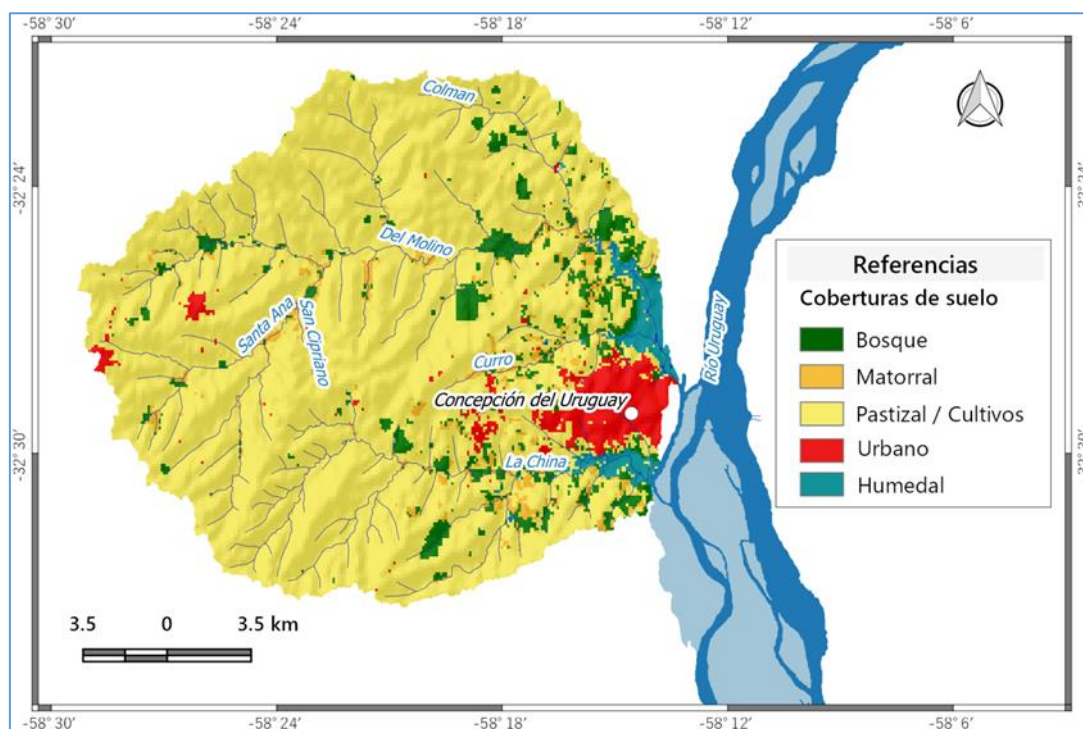 -58° 30′
-58° 24′
-58° 18′
-58° 12′
-58° 6′
-32° 24′
-32° 24′
Colman
Del Molino
Santa Ana
San Cipriano
Curro
Concepción del Uruguay
La China
Río Uruguay
Referencias
Coberturas de suelo
Bosque
Matorral
Pastizal / Cultivos
Urbano
Humedal
-32° 30′
3.5 0 3.5 km
-58° 30′
-58° 24′
-58° 18′
-58° 12′
-58° 6′